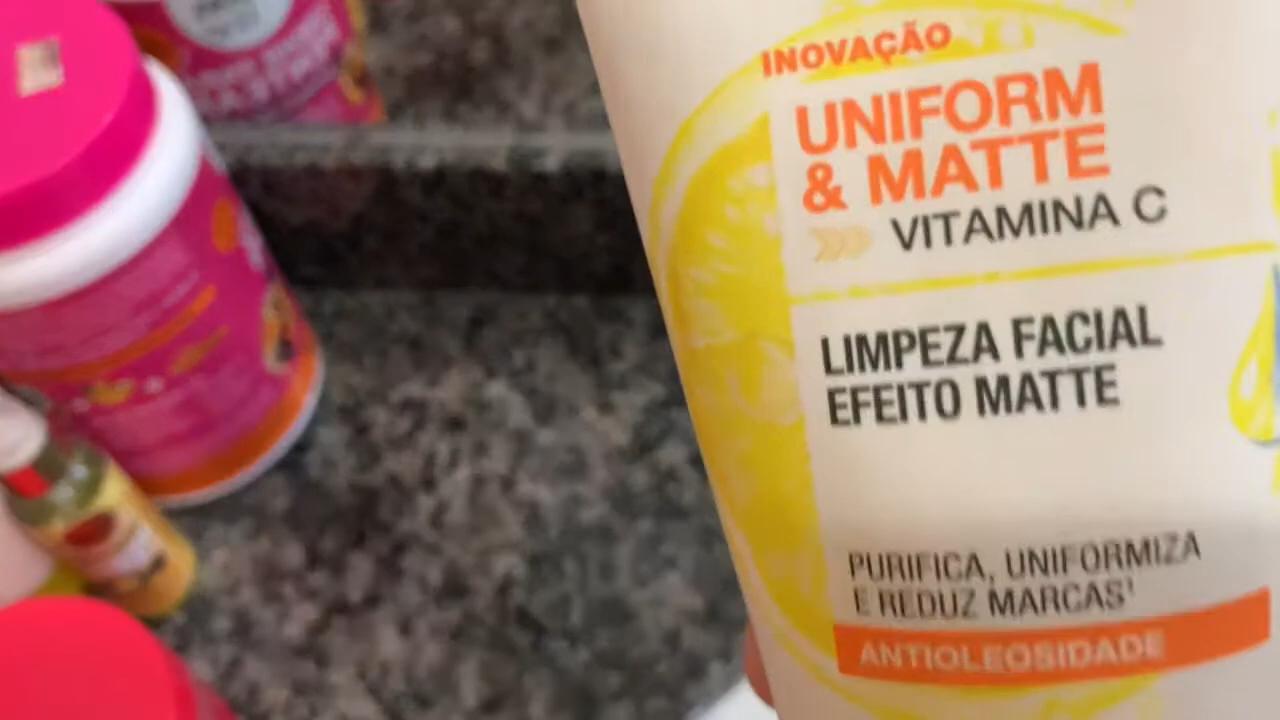 INOVAÇÃO
UNIFORM
& MATTE
VITAMINA C
LIMPEZA FACIAL
EFEITO MATTE
PURIFICA, UNIFORMIZA
E REDUZ MARCAS¹
ANTIOLEOSIDADE